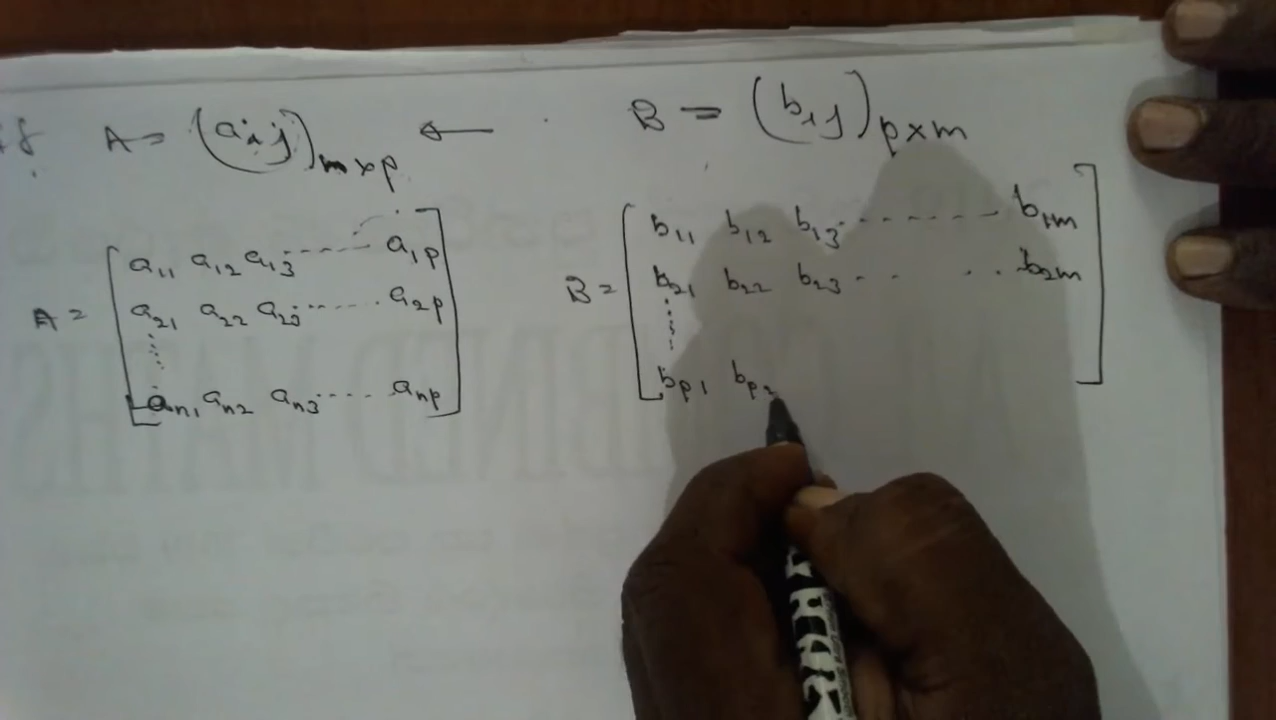 If A = (aij)m×p ← . B = (bij)p×m
A = [ a11 a12 a13 ------ a1p
a21 a22 a23 ...... a2p
⋮
an1 an2 an3 ..... anp ]
B = [ b11 b12 b13 -------- b1m
b21 b22 b23 - - . . . b2m
⋮
bp1 bp2 ]